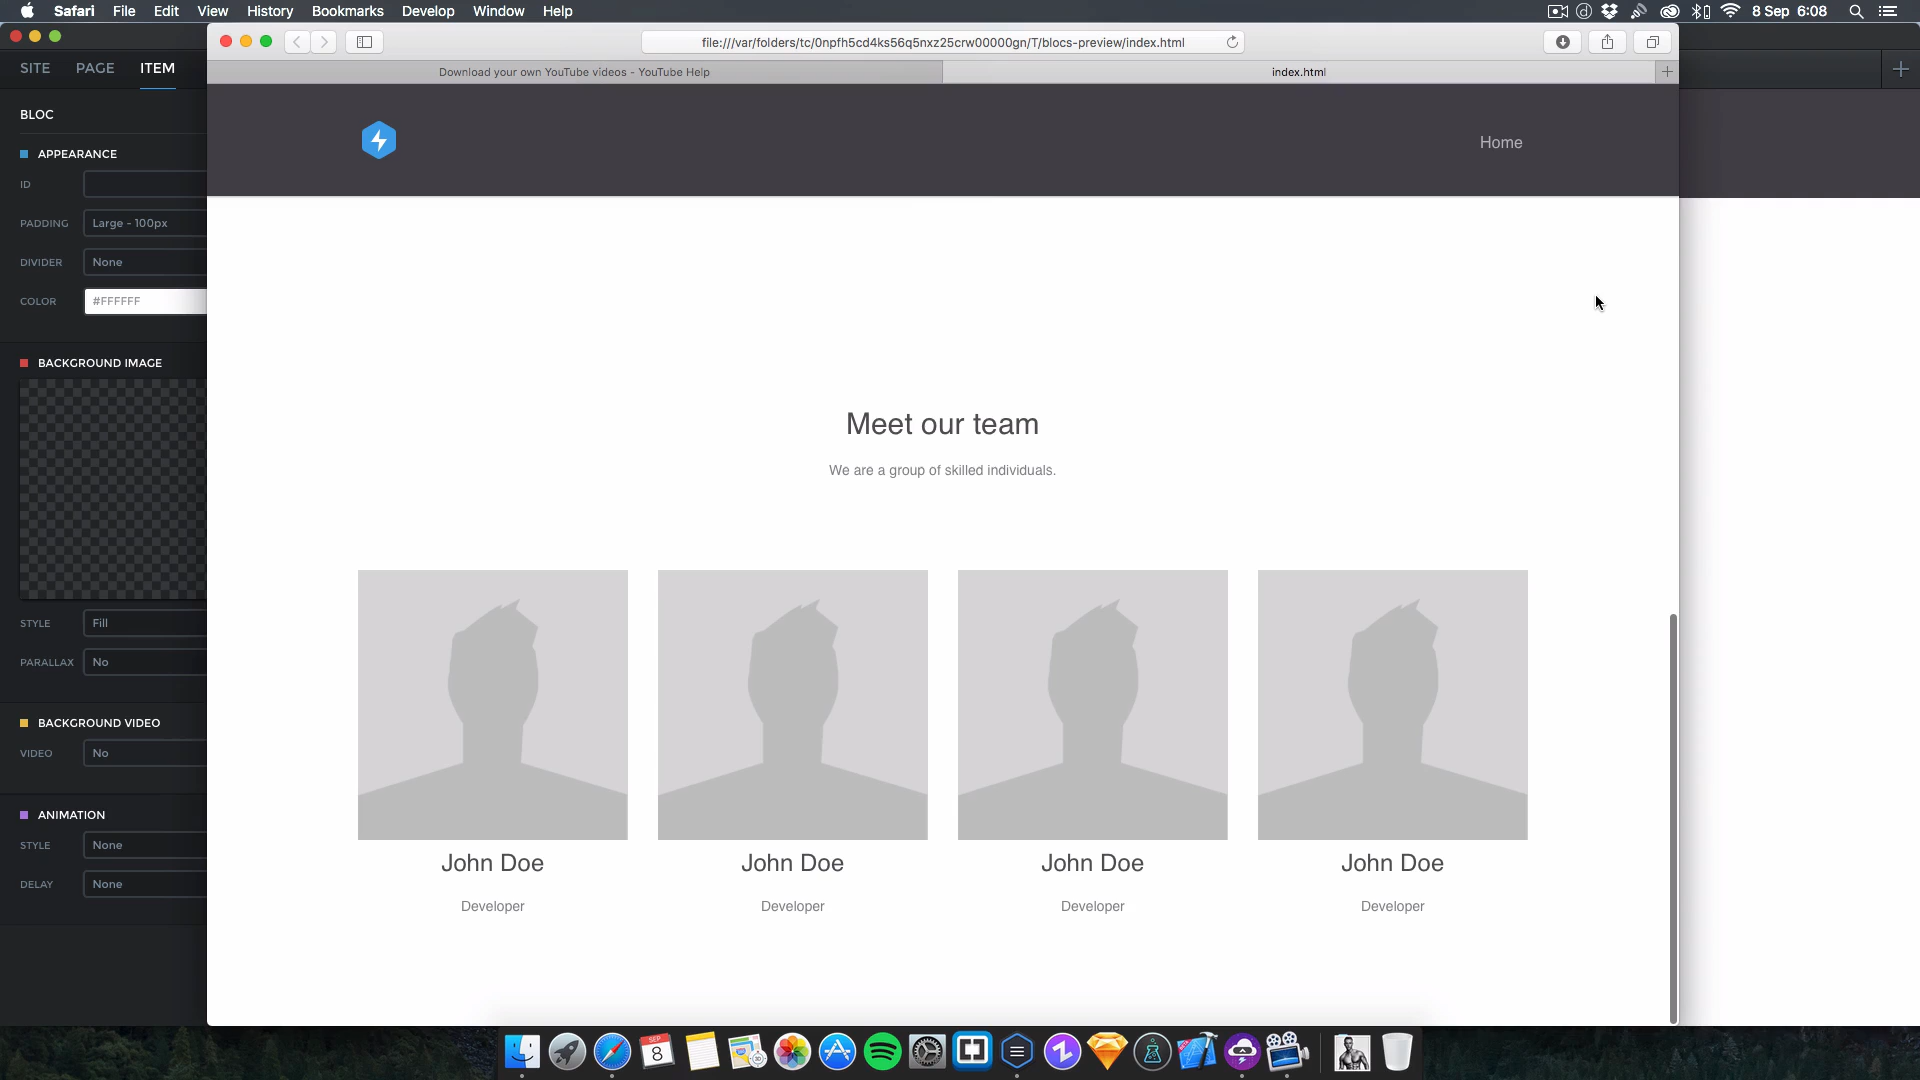 Safari File Edit View History Bookmarks Develop Window Help
8 Sep 6:08
file:///var/folders/tc/0npfh5cd4ks56q5nxz25crw00000gn/T/blocs-preview/index.html
SITE PAGE ITEM
Download your own YouTube videos - YouTube Help
index.html
BLOC
APPEARANCE
ID
PADDING Large - 100px
DIVIDER None
COLOR #FFFFFF
BACKGROUND IMAGE
STYLE Fill
PARALLAX No
BACKGROUND VIDEO
VIDEO No
ANIMATION
STYLE None
DELAY None
Home
Meet our team
We are a group of skilled individuals.
John Doe John Doe John Doe John Doe
Developer Developer Developer Developer
SEP
8